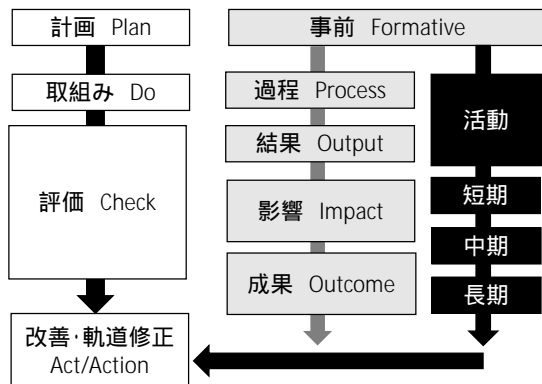 計画 Plan
取組み Do
評価 Check
改善・軌道修正
Act/Action
事前 Formative
過程 Process
結果 Output
影響 Impact
成果 Outcome
活動
短期
中期
長期